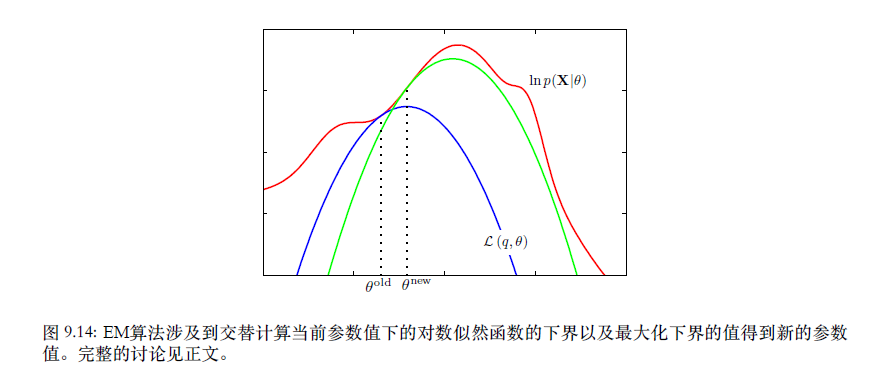 ln p(X|θ)
ℒ (q, θ)
θ^old θ^new
图 9.14: EM算法涉及到交替计算当前参数值下的对数似然函数的下界以及最大化下界的值得到新的参数
值。完整的讨论见正文。